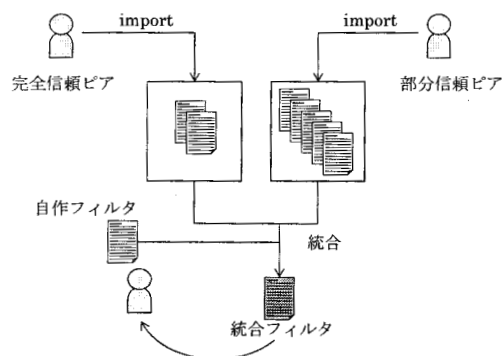 import
import
完全信頼ピア
部分信頼ピア
自作フィルタ
統合
統合フィルタ